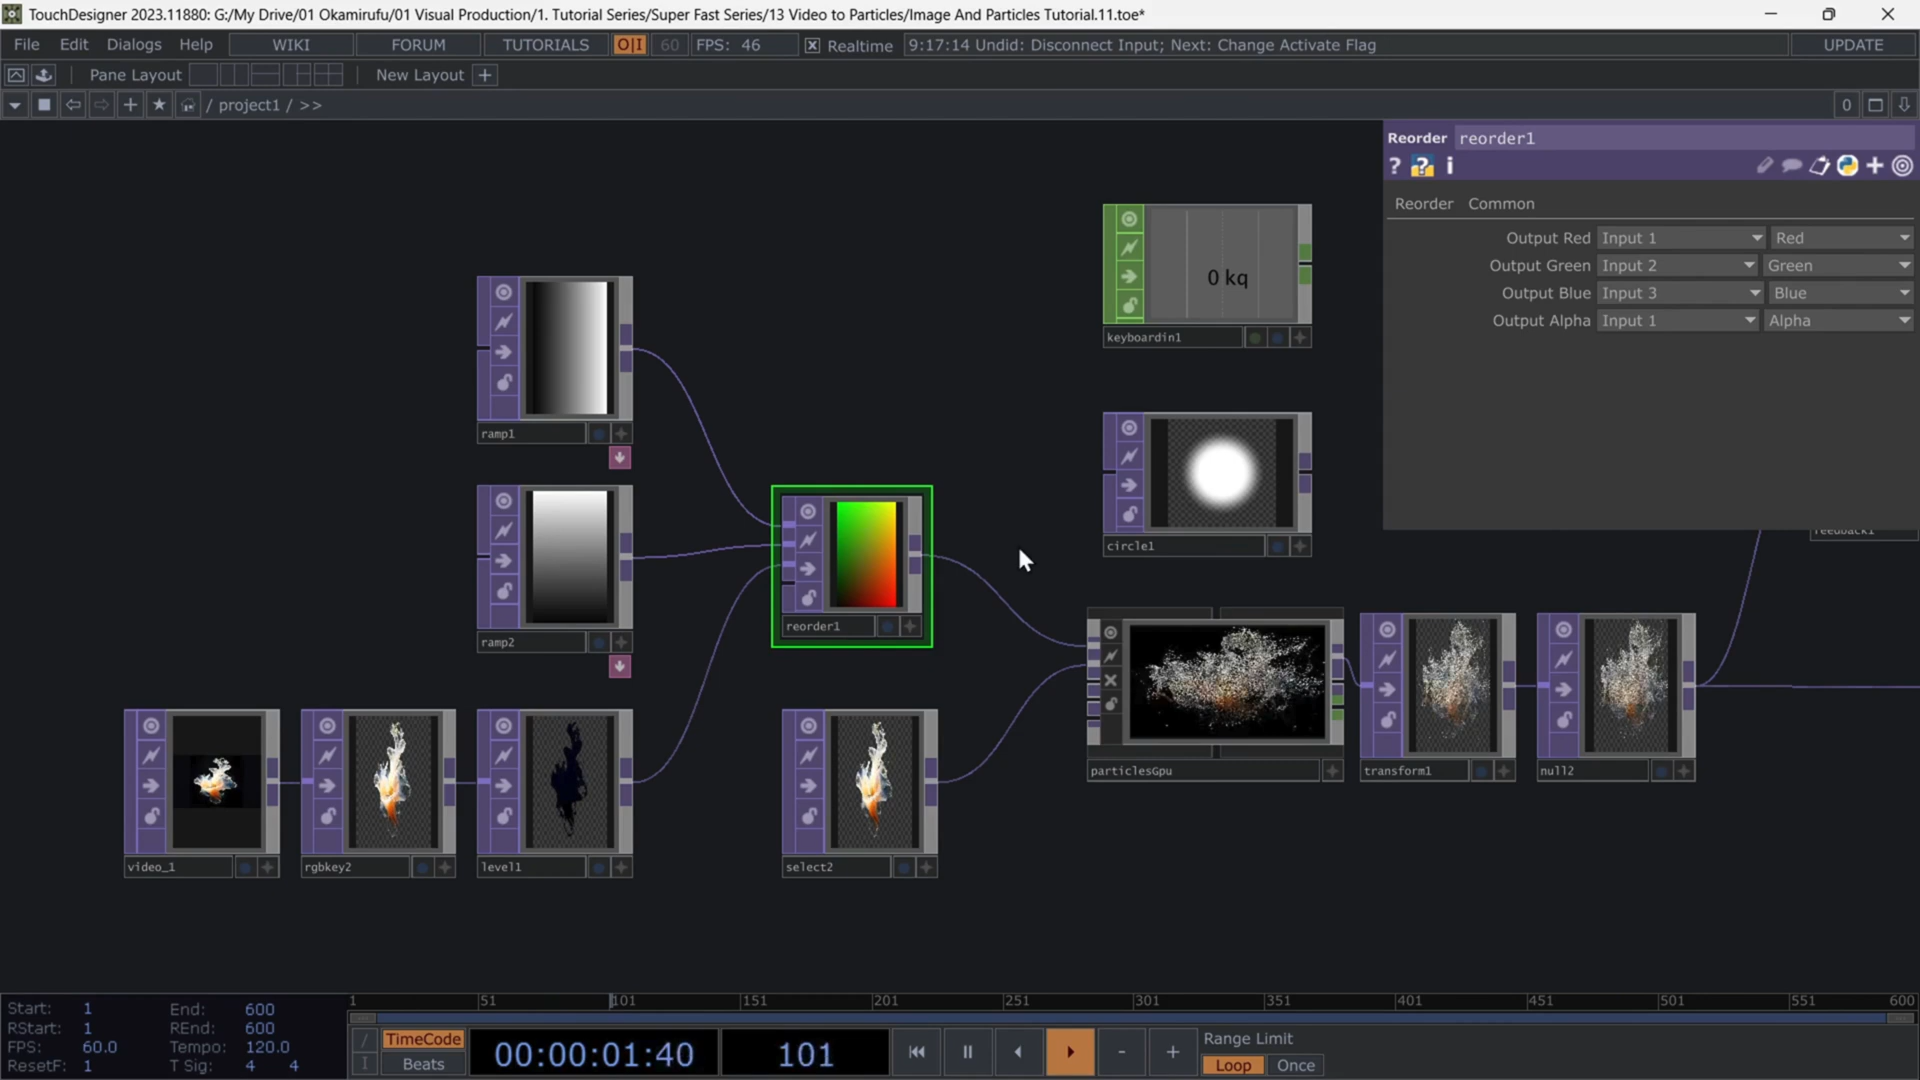 TouchDesigner 2023.11880: G:/My Drive/01 Okamirufu/01 Visual Production/1. Tutorial Series/Super Fast Series/13 Video to Particles/Image And Particles Tutorial.11.toe*
File Edit Dialogs Help WIKI FORUM TUTORIALS O|I 60 FPS: 46 Realtime 9:17:14 Undid: Disconnect Input; Next: Change Activate Flag UPDATE
Pane Layout New Layout +
/ project1 / >> 0
Reorder reorder1
? ? i
Reorder Common
Output Red Input 1 Red
Output Green Input 2 Green
Output Blue Input 3 Blue
Output Alpha Input 1 Alpha
0 kq
keyboardin1
ramp1
circle1
feedback1
reorder1
ramp2
particlesGpu
transform1
null2
video_1
rgbkey2
level1
select2
1 51 101 151 201 251 301 351 401 451 501 551 600
Start: 1 End: 600
RStart: 1 REnd: 600
FPS: 60.0 Tempo: 120.0
ResetF: 1 T Sig: 4 4
/ TimeCode
I Beats
00:00:01:40
101
- +
Range Limit
Loop Once